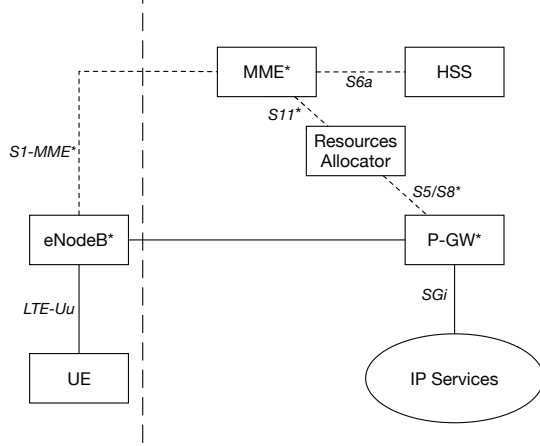 MME*
S6a
HSS
S11*
Resources
Allocator
S1-MME*
S5/S8*
eNodeB*
P-GW*
LTE-Uu
SGi
UE
IP Services